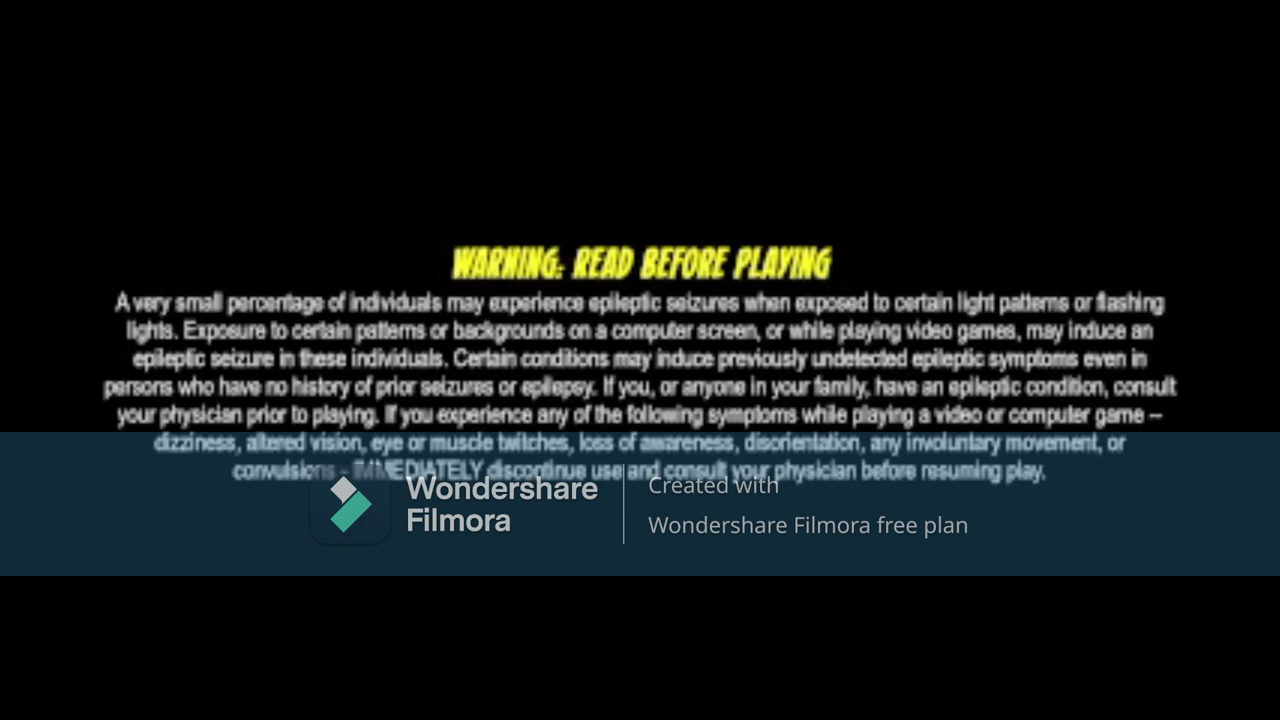 WARNING: READ BEFORE PLAYING
A very small percentage of individuals may experience epileptic seizures when exposed to certain light patterns or flashing
lights. Exposure to certain patterns or backgrounds on a computer screen, or while playing video games, may induce an
epileptic seizure in these individuals. Certain conditions may induce previously undetected epileptic symptoms even in
persons who have no history of prior seizures or epilepsy. If you, or anyone in your family, have an epileptic condition, consult
your physician prior to playing. If you experience any of the following symptoms while playing a video or computer game --
dizziness, altered vision, eye or muscle twitches, loss of awareness, disorientation, any involuntary movement, or
convulsions - IMMEDIATELY discontinue use and consult your physician before resuming play.
Wondershare
Filmora
Created with
Wondershare Filmora free plan